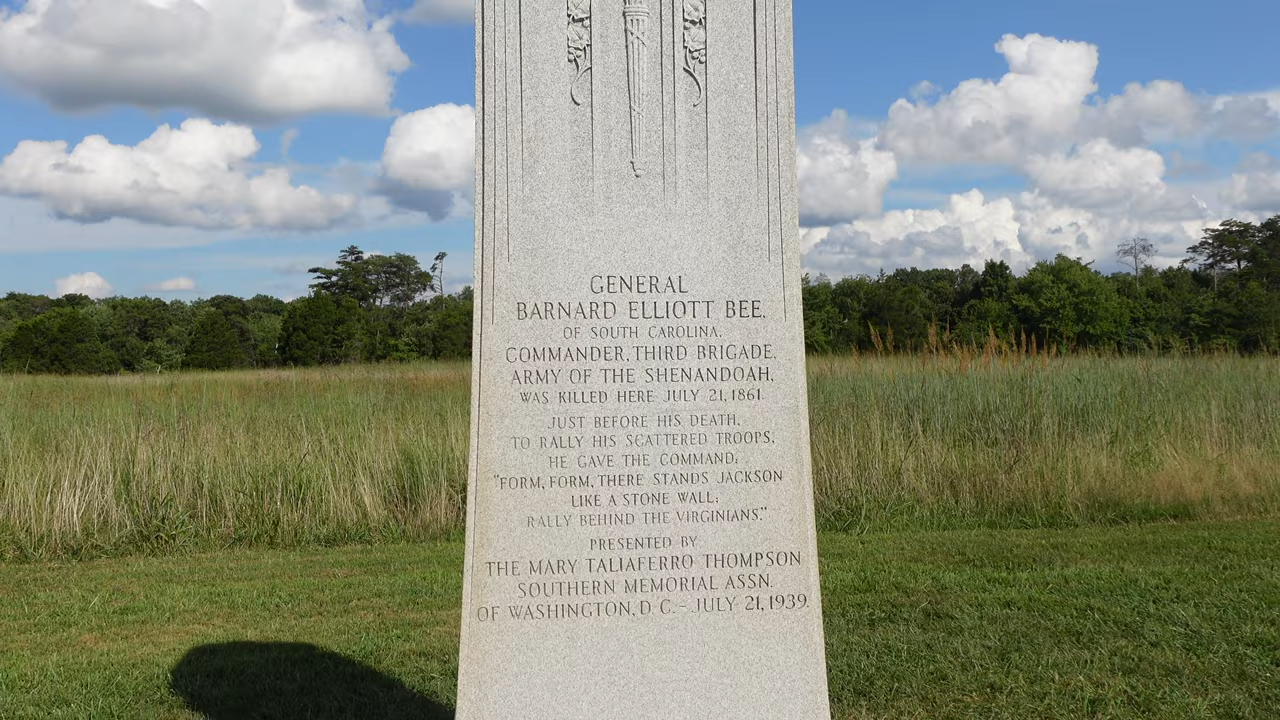 GENERAL
BARNARD ELLIOTT BEE.
OF SOUTH CAROLINA.
COMMANDER, THIRD BRIGADE,
ARMY OF THE SHENANDOAH,
WAS KILLED HERE JULY 21, 1861.
JUST BEFORE HIS DEATH,
TO RALLY HIS SCATTERED TROOPS,
HE GAVE THE COMMAND,
"FORM, FORM, THERE STANDS JACKSON
LIKE A STONE WALL;
RALLY BEHIND THE VIRGINIANS."
PRESENTED BY
THE MARY TALIAFERRO THOMPSON
SOUTHERN MEMORIAL ASSN.
OF WASHINGTON, D.C. - JULY 21, 1939.